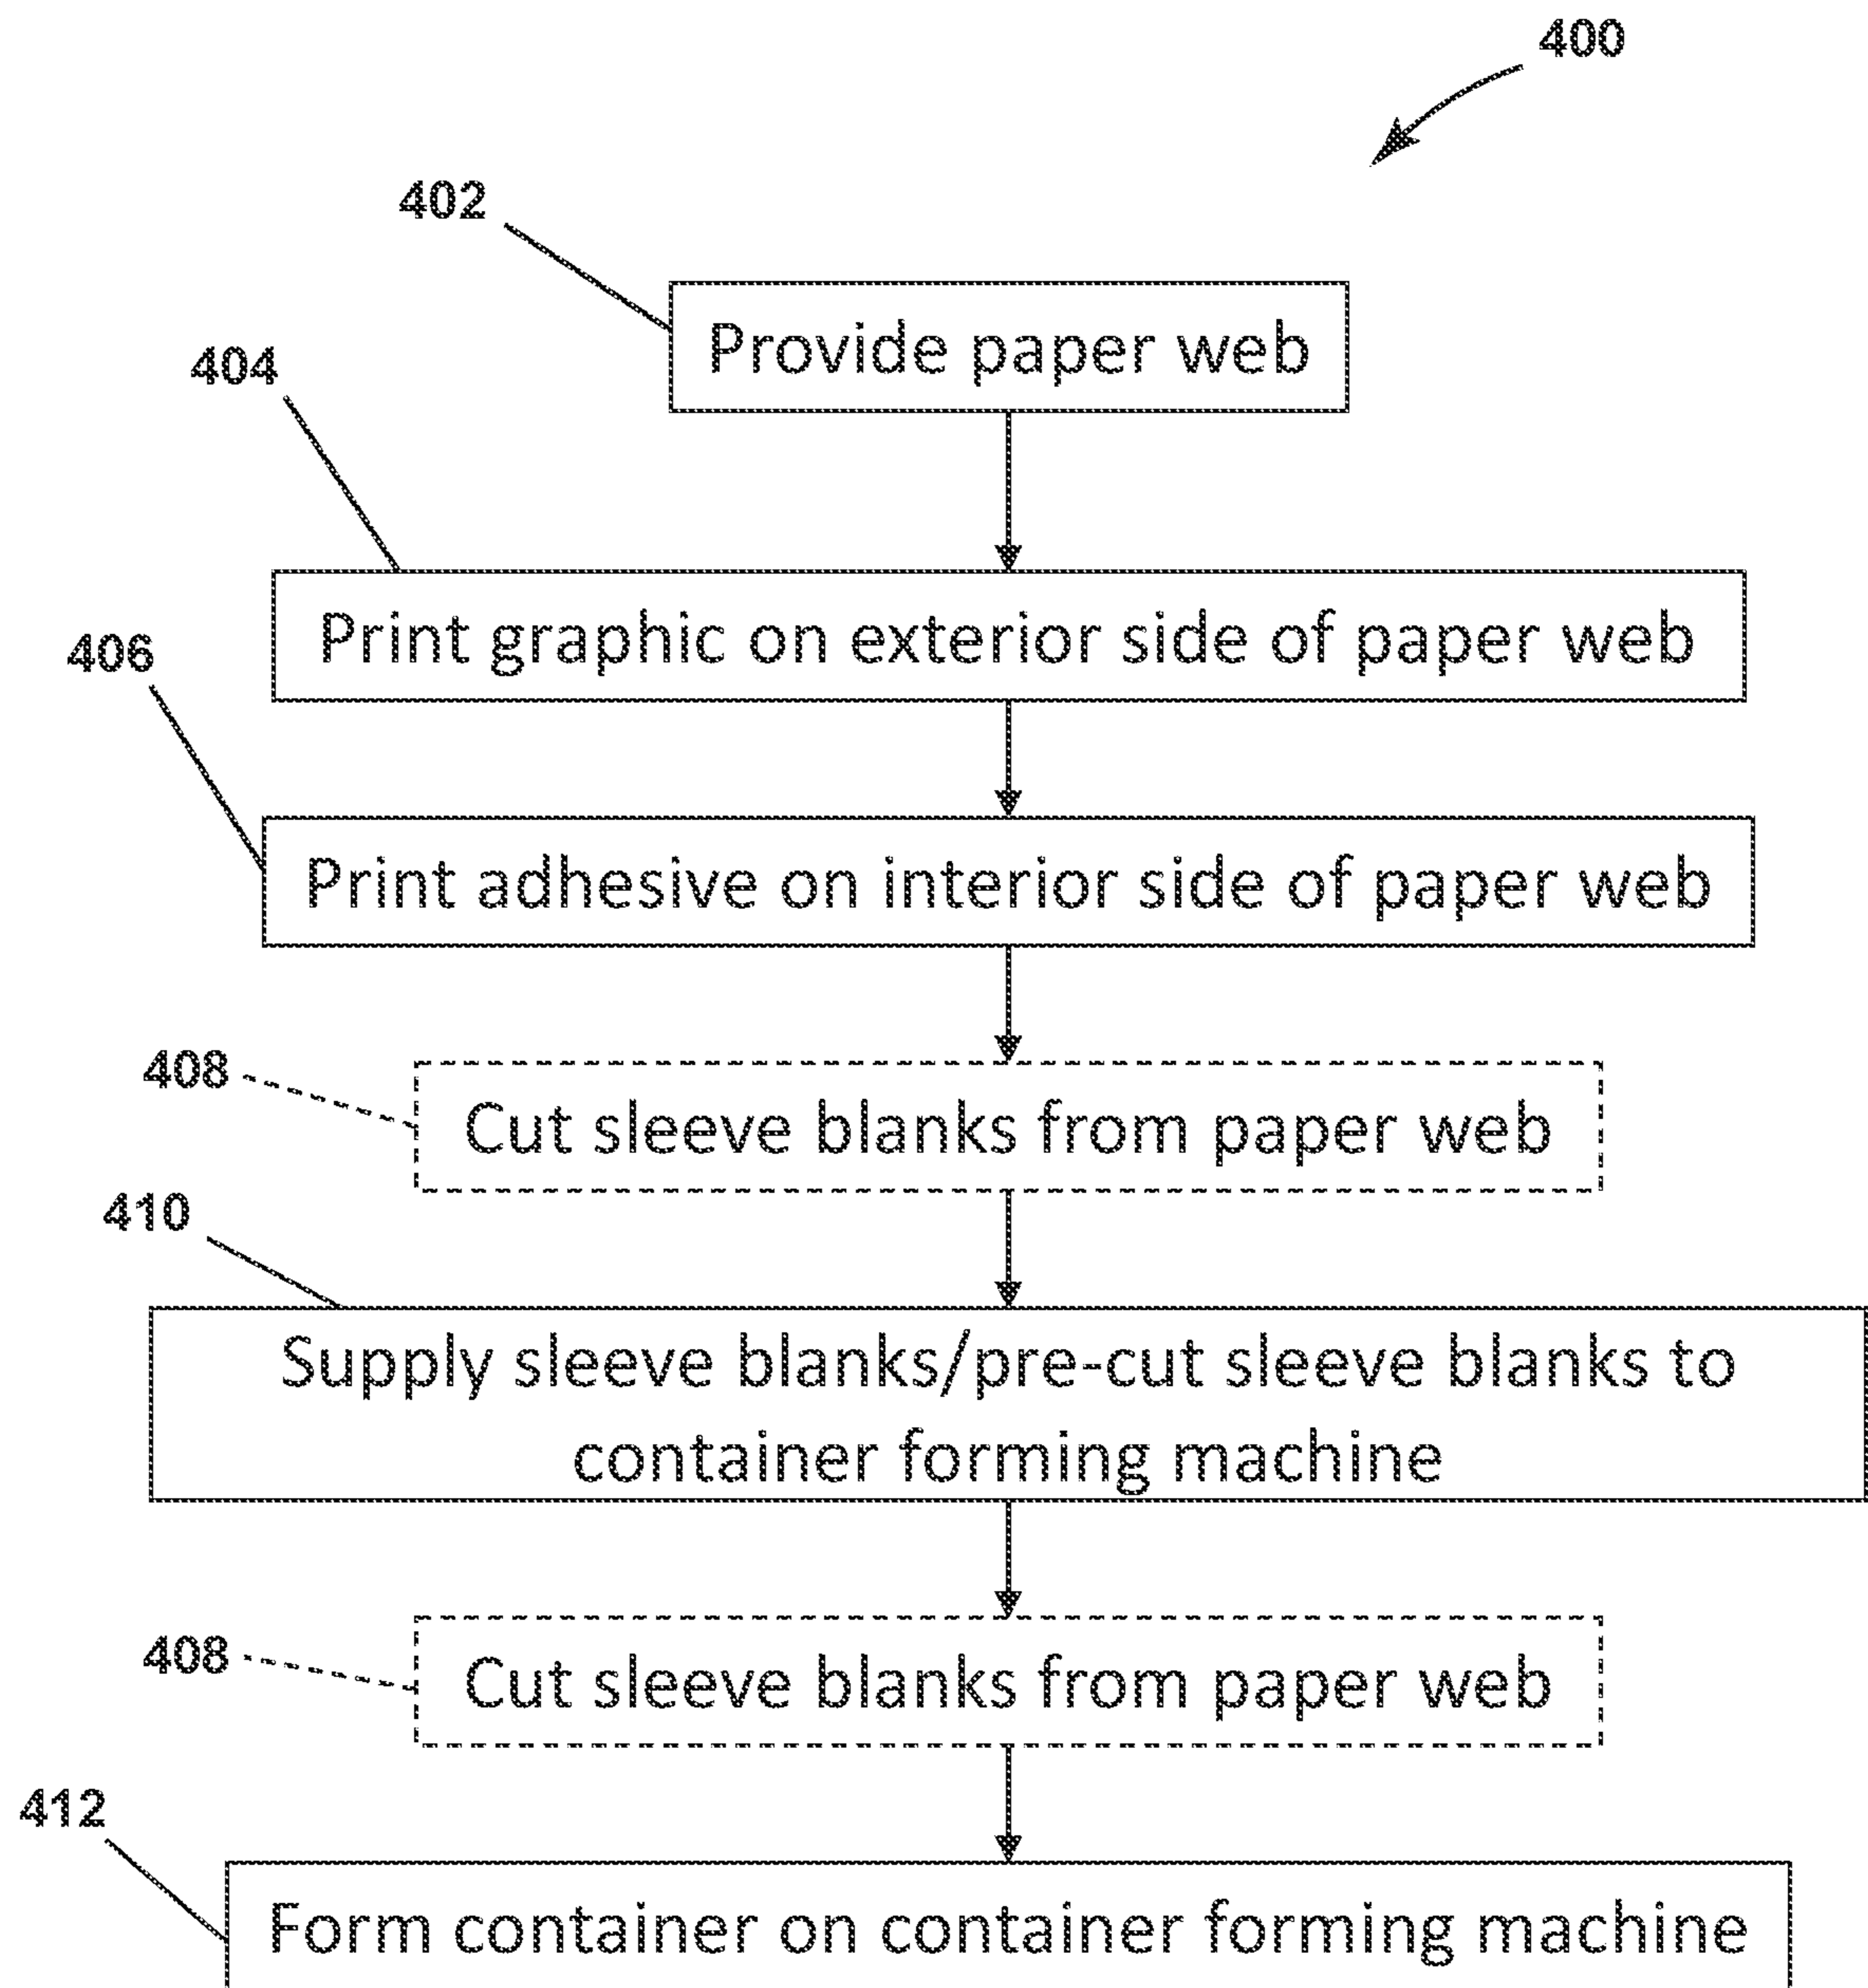 400
402
Provide paper web
404
Print graphic on exterior side of paper web
406
Print adhesive on interior side of paper web
408
Cut sleeve blanks from paper web
410
Supply sleeve blanks/pre-cut sleeve blanks to
container forming machine
408
Cut sleeve blanks from paper web
412
Form container on container forming machine